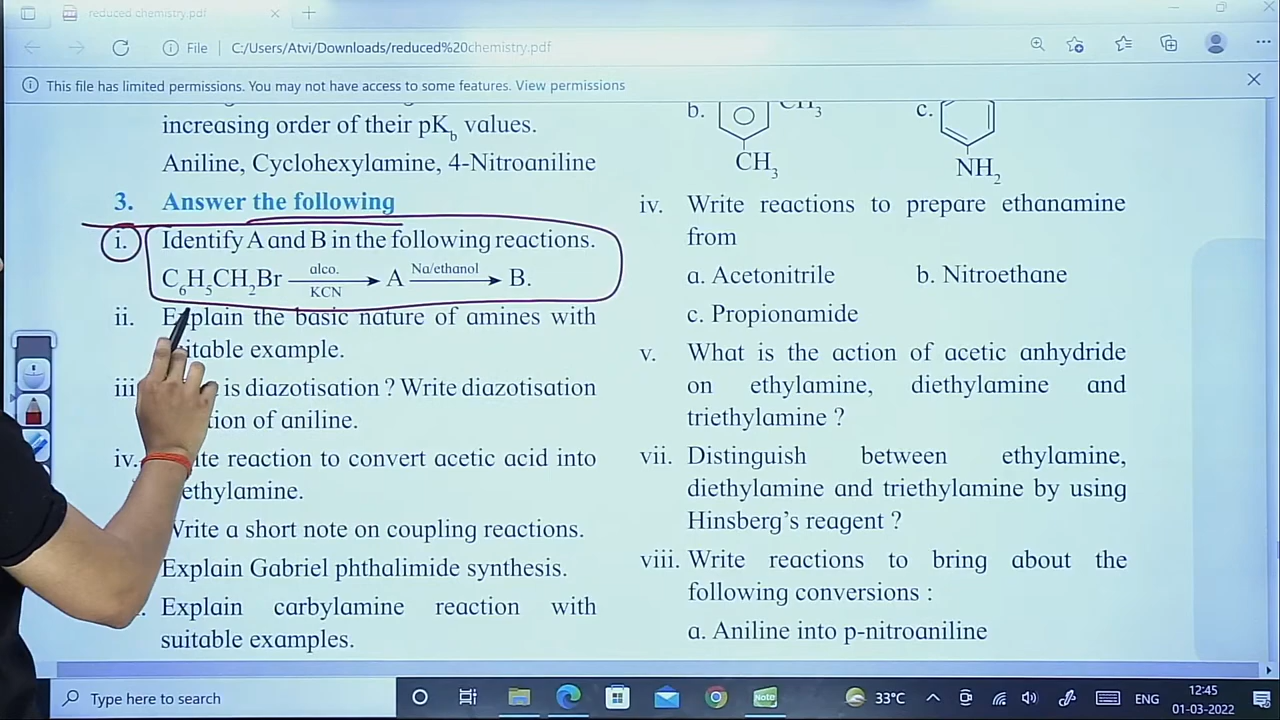 reduced chemistry.pdf
File
C:/Users/Atvi/Downloads/reduced%20chemistry.pdf
This file has limited permissions. You may not have access to some features. View permissions
increasing order of their pKb values.
Aniline, Cyclohexylamine, 4-Nitroaniline
3. Answer the following
i. Identify A and B in the following reactions.
C6H5CH2Br alco. KCN → A Na/ethanol → B.
ii. Explain the basic nature of amines with
itable example.
iii is diazotisation ? Write diazotisation
tion of aniline.
iv. ite reaction to convert acetic acid into
ethylamine.
Write a short note on coupling reactions.
Explain Gabriel phthalimide synthesis.
Explain carbylamine reaction with
suitable examples.
b. CH3
CH3
c.
NH2
iv. Write reactions to prepare ethanamine
from
a. Acetonitrile b. Nitroethane
c. Propionamide
v. What is the action of acetic anhydride
on ethylamine, diethylamine and
triethylamine ?
vii. Distinguish between ethylamine,
diethylamine and triethylamine by using
Hinsberg's reagent ?
viii. Write reactions to bring about the
following conversions :
a. Aniline into p-nitroaniline
Type here to search
Note
33°C
ENG
12:45
01-03-2022